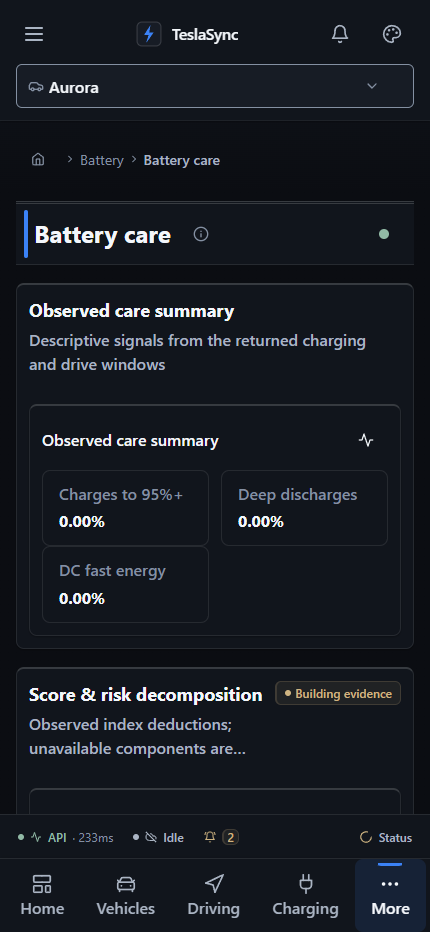 TeslaSync
Aurora
Battery
Battery care
Battery care
Observed care summary
Descriptive signals from the returned charging
and drive windows
Observed care summary
Charges to 95%+
0.00%
Deep discharges
0.00%
DC fast energy
0.00%
Score & risk decomposition
Building evidence
Observed index deductions;
unavailable components are...
API · 233ms
Idle
2
Status
Home
Vehicles
Driving
Charging
More